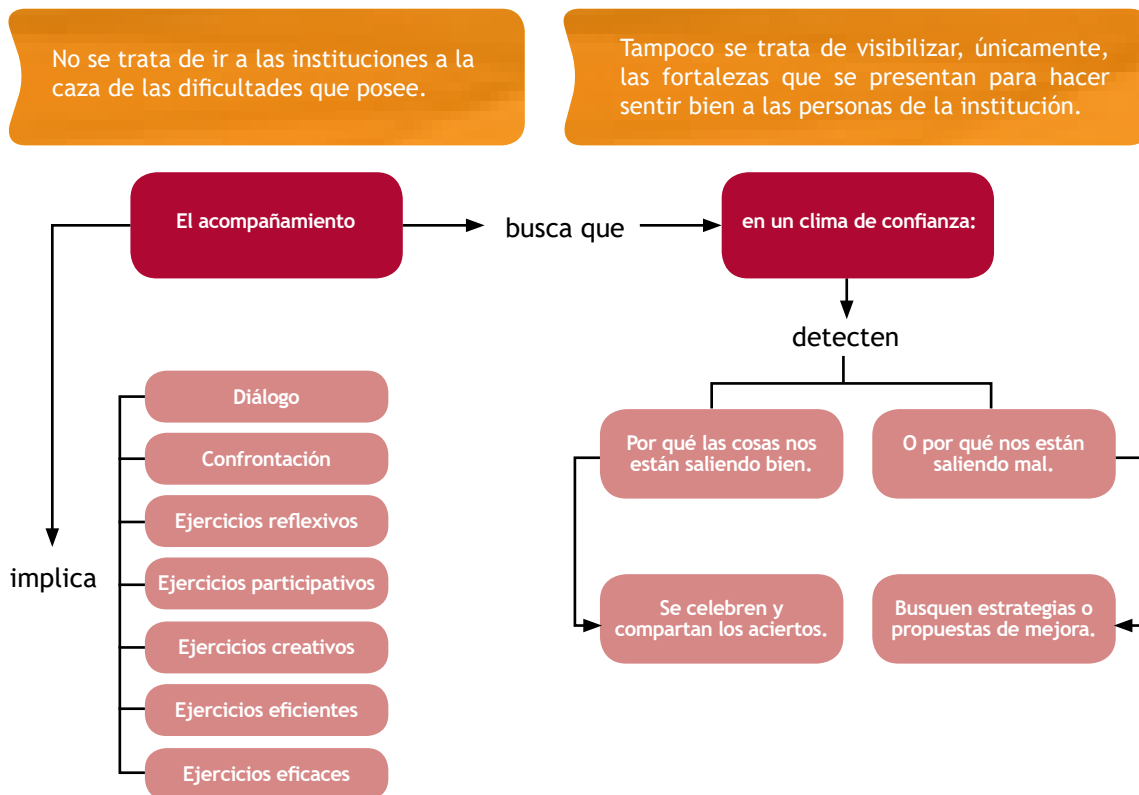 No se trata de ir a las instituciones a la
caza de las dificultades que posee.
Tampoco se trata de visibilizar, únicamente,
las fortalezas que se presentan para hacer
sentir bien a las personas de la institución.
El acompañamiento
busca que
en un clima de confianza:
detecten
Por qué las cosas nos
están saliendo bien.
O por qué nos están
saliendo mal.
Se celebren y
compartan los aciertos.
Busquen estrategias o
propuestas de mejora.
implica
Diálogo
Confrontación
Ejercicios reflexivos
Ejercicios participativos
Ejercicios creativos
Ejercicios eficientes
Ejercicios eficaces